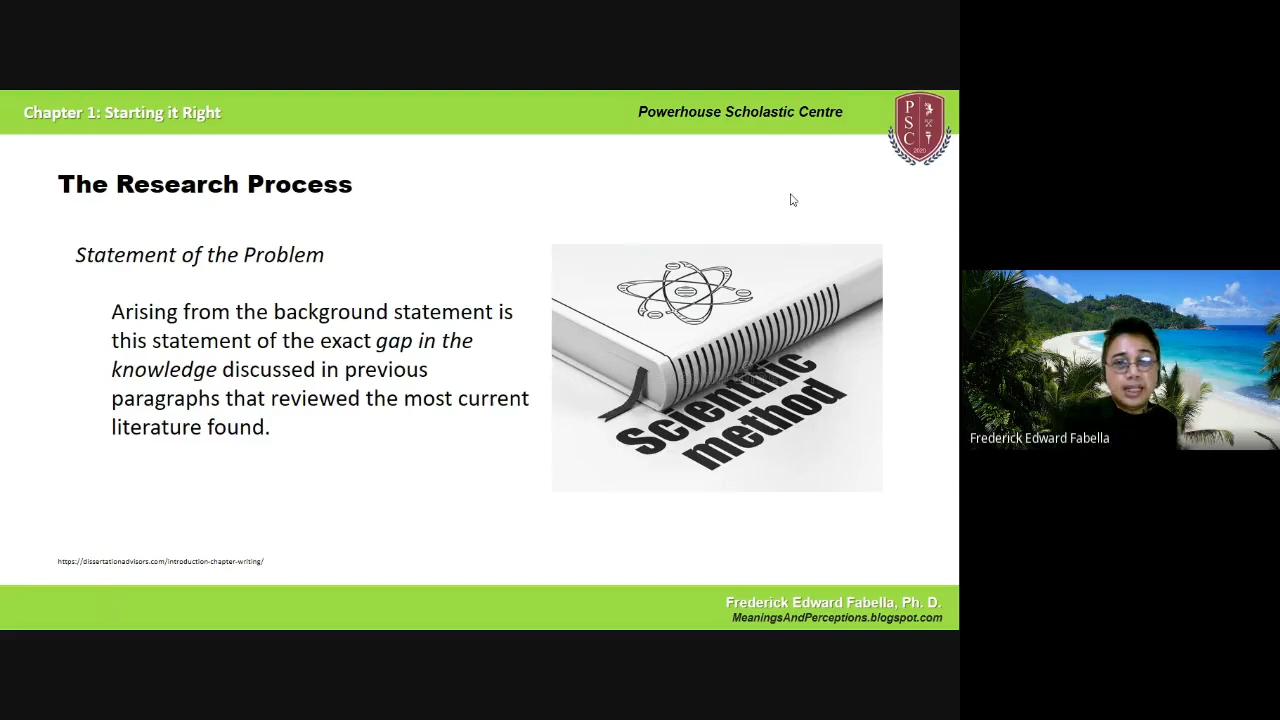 Chapter 1: Starting it Right
Powerhouse Scholastic Centre
P
S
C
2020
The Research Process
Statement of the Problem
Arising from the background statement is
this statement of the exact gap in the
knowledge discussed in previous
paragraphs that reviewed the most current
literature found.
Scientific
method
https://dissertationadvisors.com/introduction-chapter-writing/
Frederick Edward Fabella, Ph. D.
MeaningsAndPerceptions.blogspot.com
Frederick Edward Fabella